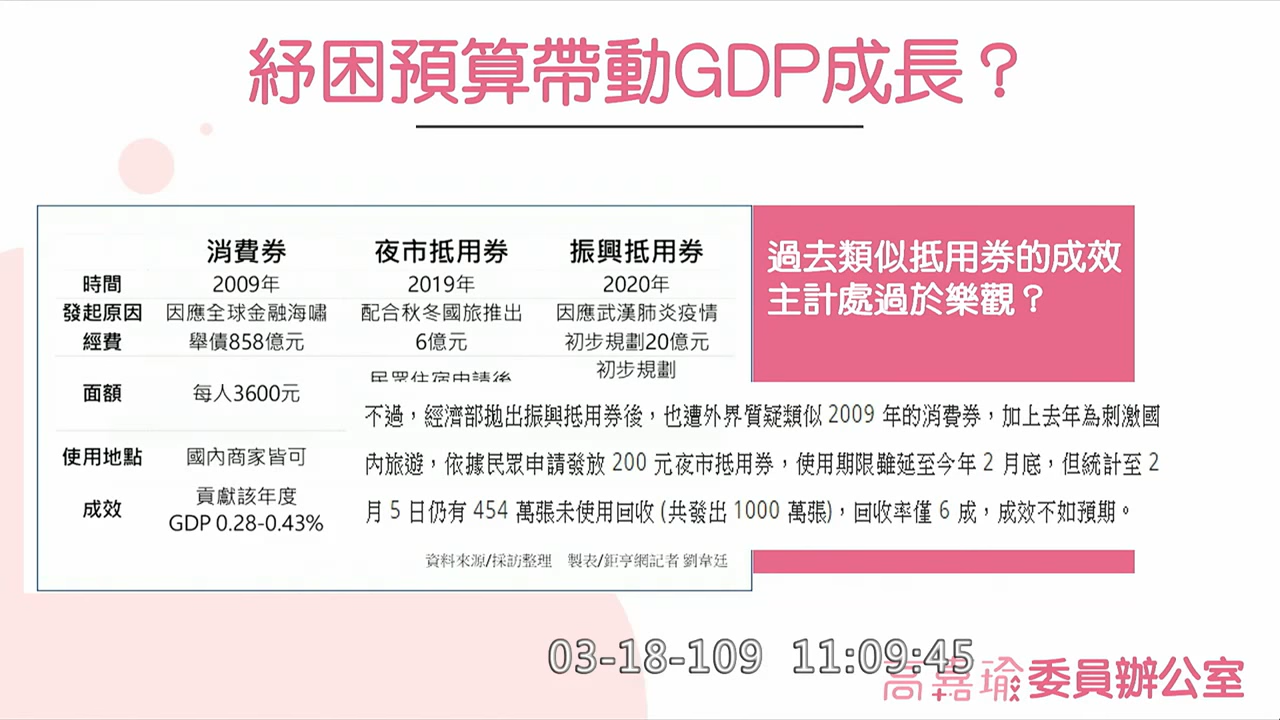 紓困預算帶動GDP成長？
消費券 夜市抵用券 振興抵用券
時間 2009年 2019年 2020年
發起原因 因應全球金融海嘯 配合秋冬國旅推出 因應武漢肺炎疫情
經費 舉債858億元 6億元 初步規劃20億元
面額 每人3600元 民眾住宿申請後 初步規劃
使用地點 國內商家皆可
成效 貢獻該年度
GDP 0.28-0.43%
資料來源/採訪整理 製表/鉅亨網記者 劉韋廷
過去類似抵用券的成效
主計處過於樂觀？
不過，經濟部拋出振興抵用券後，也遭外界質疑類似 2009 年的消費券，加上去年為刺激國
內旅遊，依據民眾申請發放 200 元夜市抵用券，使用期限雖延至今年 2 月底，但統計至 2
月 5 日仍有 454 萬張未使用回收 (共發出 1000 萬張)，回收率僅 6 成，成效不如預期。
03-18-109 11:09:45
高嘉瑜委員辦公室